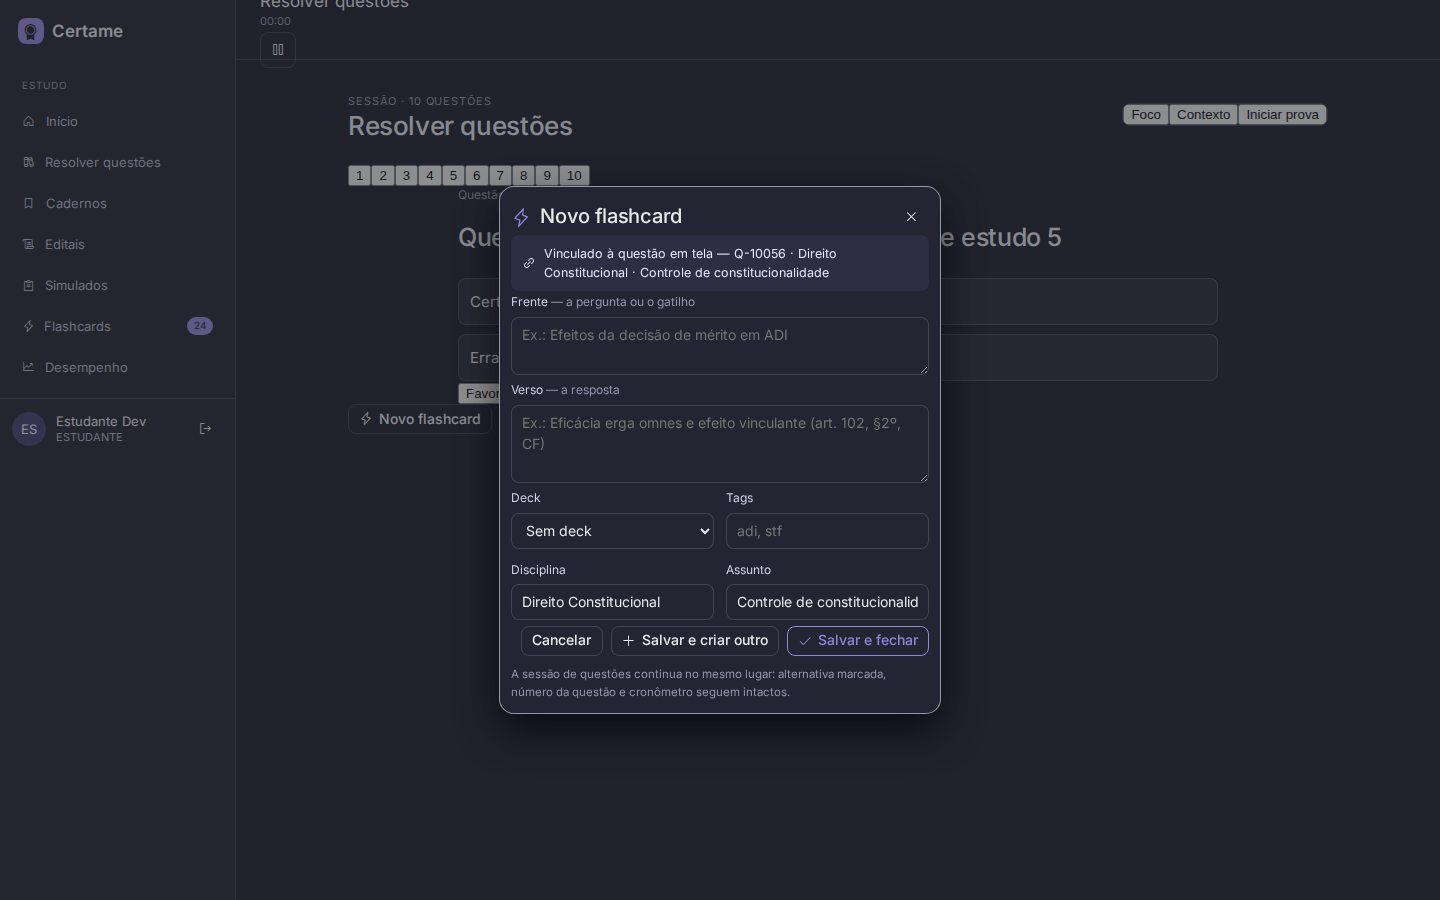 Certame
ESTUDO
Início
Resolver questões
Cadernos
Editais
Simulados
Flashcards 24
Desempenho
ES
Estudante Dev
ESTUDANTE
Resolver questões
00:00
SESSÃO · 10 QUESTÕES
Resolver questões
Foco Contexto Iniciar prova
1 2 3 4 5 6 7 8 9 10
Questã
Que
e estudo 5
Cert
Erra
Favor
Novo flashcard
Novo flashcard
Vinculado à questão em tela — Q-10056 · Direito
Constitucional · Controle de constitucionalidade
Frente — a pergunta ou o gatilho
Ex.: Efeitos da decisão de mérito em ADI
Verso — a resposta
Ex.: Eficácia erga omnes e efeito vinculante (art. 102, §2º,
CF)
Deck Tags
Sem deck adi, stf
Disciplina Assunto
Direito Constitucional Controle de constitucionalid
Cancelar Salvar e criar outro Salvar e fechar
A sessão de questões continua no mesmo lugar: alternativa marcada,
número da questão e cronômetro seguem intactos.